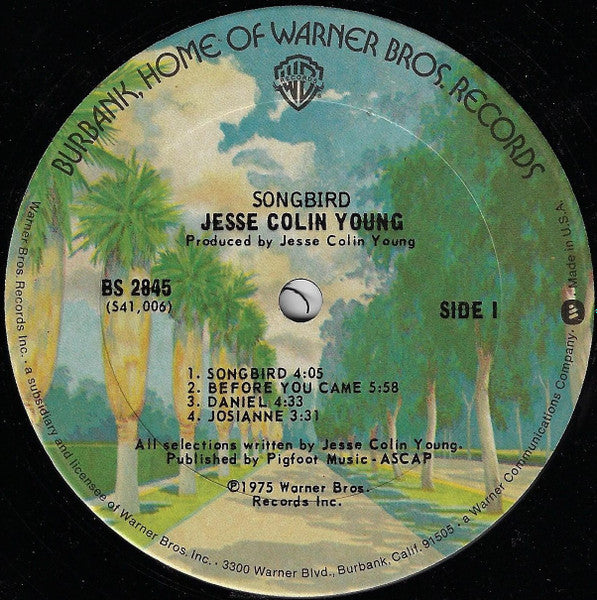 BURBANK, HOME OF WARNER BROS. RECORDS
SONGBIRD
JESSE COLIN YOUNG
Produced by Jesse Colin Young
BS 2845
(S41,006)
SIDE 1
1. SONGBIRD 4:05
2. BEFORE YOU CAME 5:58
3. DANIEL 4:33
4. JOSIANNE 3:31
All selections written by Jesse Colin Young.
Published by Pigfoot Music - ASCAP
℗1975 Warner Bros.
Records Inc.
Warner Bros. Records Inc. · a subsidiary and licensee of Warner Bros. Inc. · 3300 Warner Blvd., Burbank, Calif. 91505 · a Warner Communications Company · Made in U.S.A.